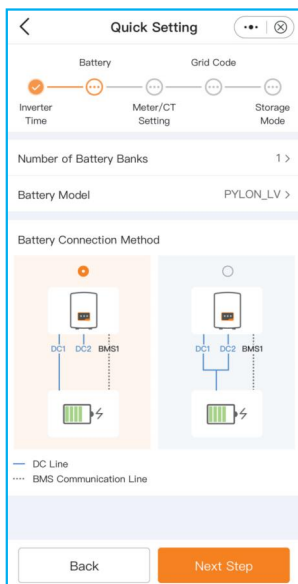 Quick Setting
Battery
Grid Code
Inverter
Time
Meter/CT
Setting
Storage
Mode
Number of Battery Banks 1 >
Battery Model PYLON_LV >
Battery Connection Method
DC1 DC2 BMS1
DC1 DC2 BMS1
DC Line
BMS Communication Line
Back
Next Step